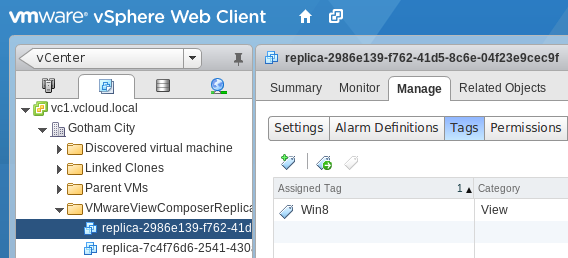 vmware® vSphere Web Client
vCenter
vc1.vcloud.local
Gotham City
Discovered virtual machine
Linked Clones
Parent VMs
VMwareViewComposerReplica
replica-2986e139-f762-41d
replica-7c4f76d6-2541-430a
replica-2986e139-f762-41d5-8c6e-04f23e9cec9f
Summary Monitor Manage Related Objects
Settings Alarm Definitions Tags Permissions
Assigned Tag 1 Category
Win8 View